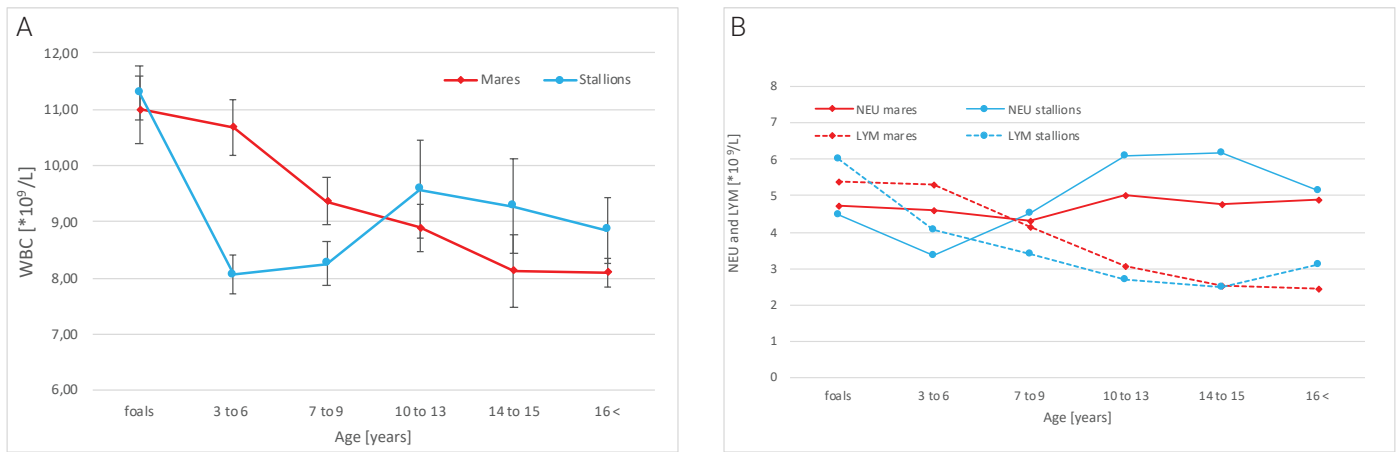 A
12,00
11,00
10,00
9,00
8,00
7,00
6,00
WBC [*10⁹/L]
Mares
Stallions
foals
3 to 6
7 to 9
10 to 13
14 to 15
16 <
Age [years]
B
8
7
6
5
4
3
2
1
0
NEU and LYM [*10⁹/L]
NEU mares
NEU stallions
LYM mares
LYM stallions
foals
3 to 6
7 to 9
10 to 13
14 to 15
16 <
Age [years]